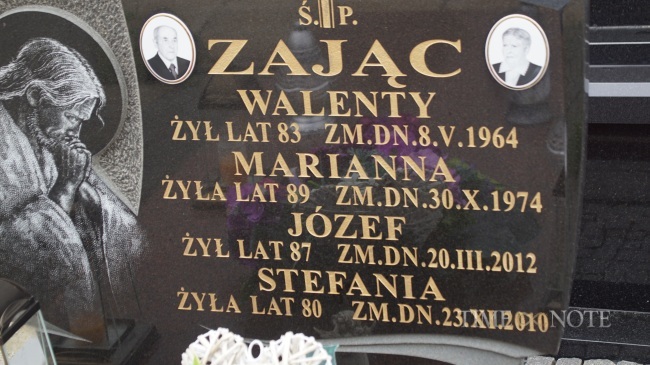 Ś. P.
ZAJĄC
WALENTY
ŻYŁ LAT 83 ZM.DN.8.V.1964
MARIANNA
ŻYŁA LAT 89 ZM.DN.30.X.1974
JÓZEF
ŻYŁ LAT 87 ZM.DN.20.III.2012
STEFANIA
ŻYŁA LAT 80 ZM.DN.23.XI.2010
NOTE